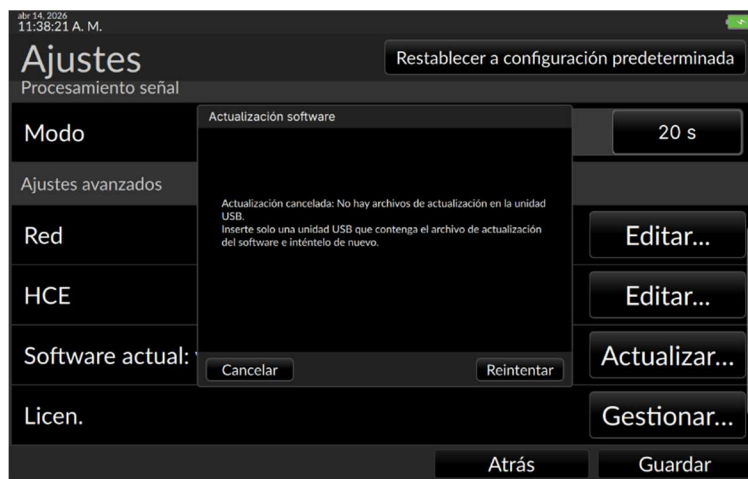 abr 14, 2026
11:38:21 A. M.
Ajustes
Restablecer a configuración predeterminada
Procesamiento señal
Modo
20 s
Ajustes avanzados
Red
Editar...
HCE
Editar...
Software actual:
Actualizar...
Licen.
Gestionar...
Actualización software
Actualización cancelada: No hay archivos de actualización en la unidad
USB.
Inserte solo una unidad USB que contenga el archivo de actualización
del software e inténtelo de nuevo.
Cancelar
Reintentar
Atrás
Guardar